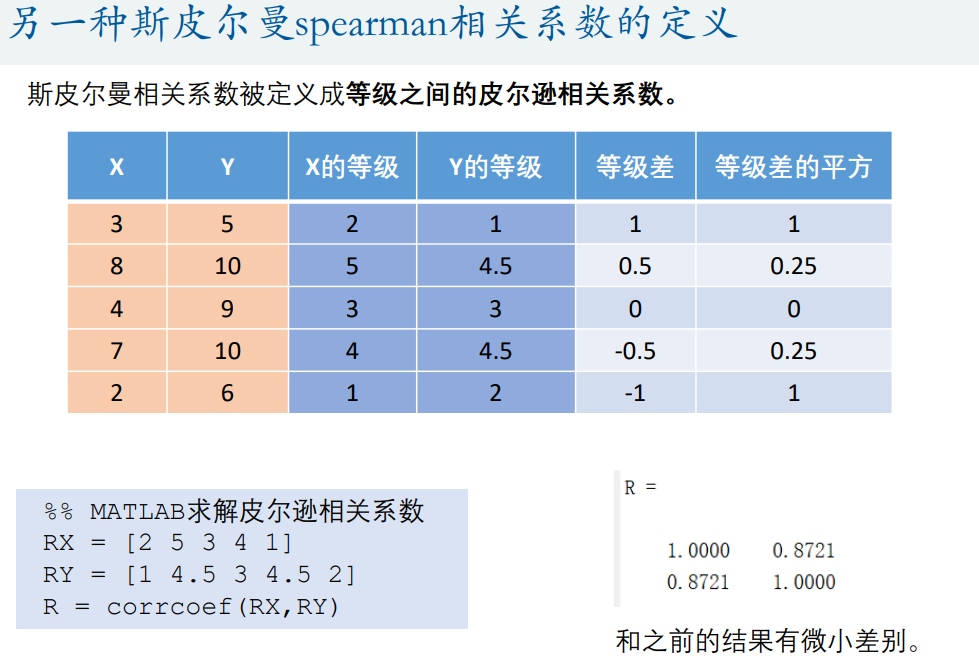 另一种斯皮尔曼spearman相关系数的定义
斯皮尔曼相关系数被定义成等级之间的皮尔逊相关系数。
X Y X的等级 Y的等级 等级差 等级差的平方
3 5 2 1 1 1
8 10 5 4.5 0.5 0.25
4 9 3 3 0 0
7 10 4 4.5 -0.5 0.25
2 6 1 2 -1 1
%% MATLAB求解皮尔逊相关系数
RX = [2 5 3 4 1]
RY = [1 4.5 3 4.5 2]
R = corrcoef(RX,RY)
R =
1.0000 0.8721
0.8721 1.0000
和之前的结果有微小差别。